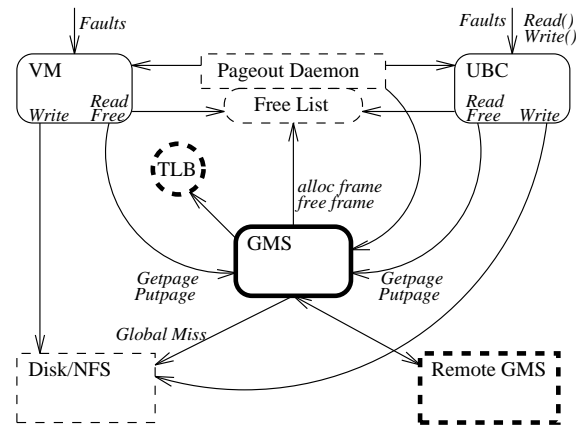 Faults
Faults
Read()
Write()
VM
Pageout Daemon
UBC
Free List
Write
Read
Free
Read
Free
Write
TLB
alloc frame
free frame
GMS
Getpage
Putpage
Getpage
Putpage
Global Miss
Disk/NFS
Remote GMS